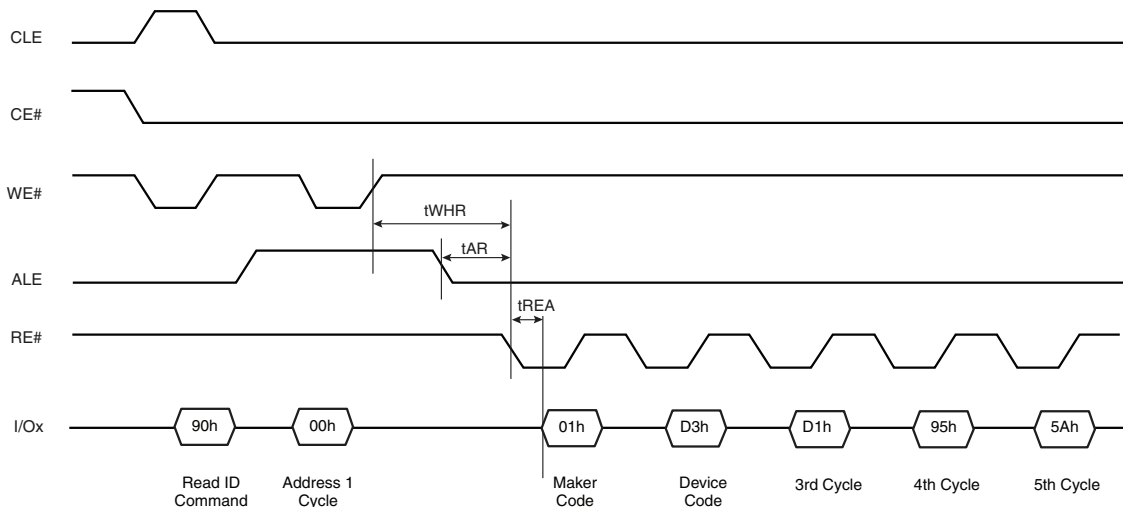 CLE
CE#
WE#
tWHR
tAR
ALE
tREA
RE#
I/Ox
90h
00h
01h
D3h
D1h
95h
5Ah
Read ID
Command
Address 1
Cycle
Maker
Code
Device
Code
3rd Cycle
4th Cycle
5th Cycle